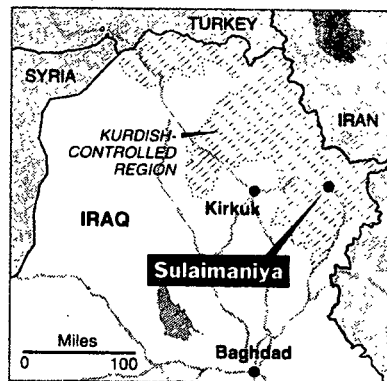 TURKEY
SYRIA
IRAN
KURDISH-
CONTROLLED
REGION
Kirkuk
IRAQ
Sulaimaniya
Miles
0 100
Baghdad